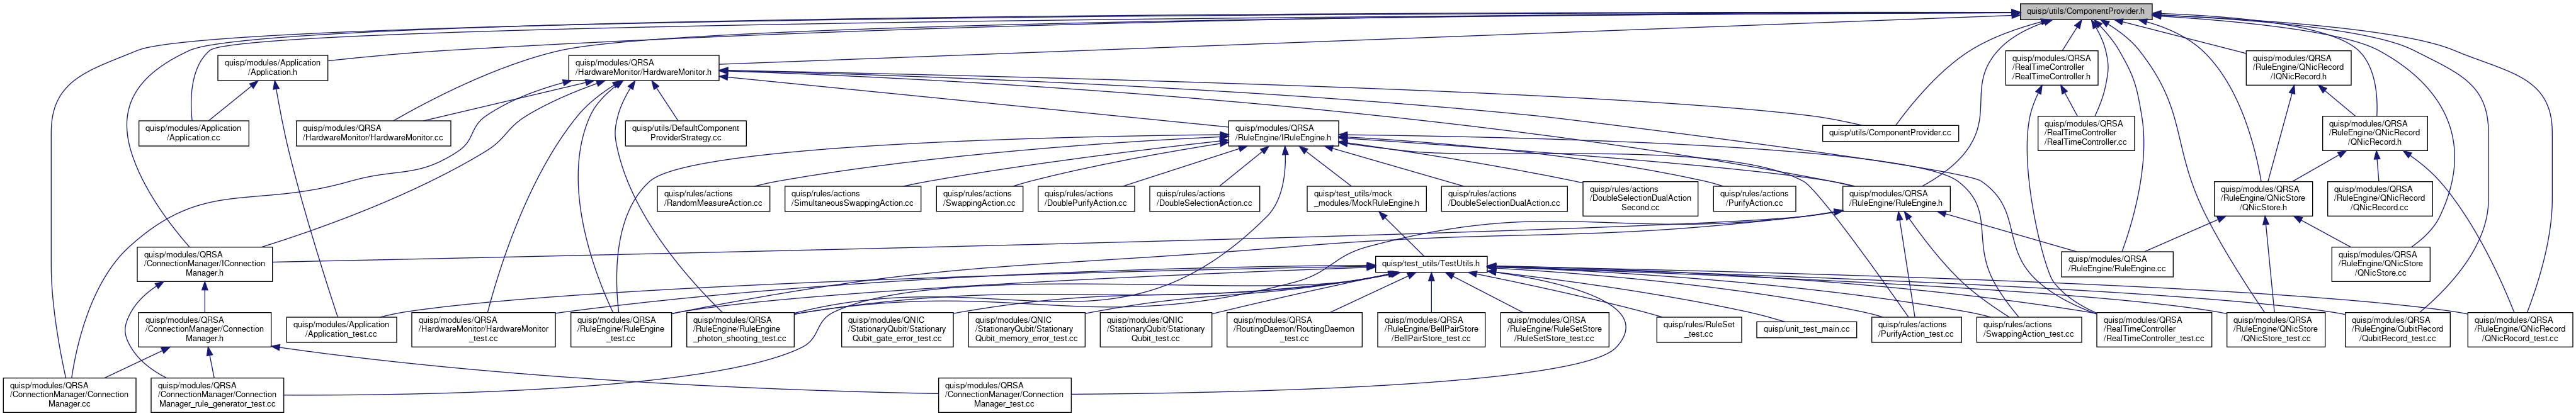 quisp/utils/ComponentProvider.h
quisp/modules/Application
/Application.h
quisp/modules/QRSA
/HardwareMonitor/HardwareMonitor.h
quisp/modules/QRSA
/RealTimeController
/RealTimeController.h
quisp/modules/QRSA
/RuleEngine/QNicRecord
/IQNicRecord.h
quisp/modules/Application
/Application.cc
quisp/modules/QRSA
/HardwareMonitor/HardwareMonitor.cc
quisp/utils/DefaultComponent
ProviderStrategy.cc
quisp/modules/QRSA
/RuleEngine/IRuleEngine.h
quisp/utils/ComponentProvider.cc
quisp/modules/QRSA
/RealTimeController
/RealTimeController.cc
quisp/modules/QRSA
/RuleEngine/QNicRecord
/QNicRecord.h
quisp/rules/actions
/RandomMeasureAction.cc
quisp/rules/actions
/SimultaneousSwappingAction.cc
quisp/rules/actions
/SwappingAction.cc
quisp/rules/actions
/DoublePurifyAction.cc
quisp/rules/actions
/DoubleSelectionAction.cc
quisp/test_utils/mock
_modules/MockRuleEngine.h
quisp/rules/actions
/DoubleSelectionDualAction.cc
quisp/rules/actions
/DoubleSelectionDualAction
Second.cc
quisp/rules/actions
/PurifyAction.cc
quisp/modules/QRSA
/RuleEngine/RuleEngine.h
quisp/modules/QRSA
/RuleEngine/QNicStore
/QNicStore.h
quisp/modules/QRSA
/RuleEngine/QNicRecord
/QNicRecord.cc
quisp/modules/QRSA
/ConnectionManager/IConnection
Manager.h
quisp/test_utils/TestUtils.h
quisp/modules/QRSA
/RuleEngine/RuleEngine.cc
quisp/modules/QRSA
/RuleEngine/QNicStore
/QNicStore.cc
quisp/modules/QRSA
/ConnectionManager/Connection
Manager.h
quisp/modules/Application
/Application_test.cc
quisp/modules/QRSA
/HardwareMonitor/HardwareMonitor
_test.cc
quisp/modules/QRSA
/RuleEngine/RuleEngine
_test.cc
quisp/modules/QRSA
/RuleEngine/RuleEngine
_photon_shooting_test.cc
quisp/modules/QNIC
/StationaryQubit/Stationary
Qubit_gate_error_test.cc
quisp/modules/QNIC
/StationaryQubit/Stationary
Qubit_memory_error_test.cc
quisp/modules/QNIC
/StationaryQubit/Stationary
Qubit_test.cc
quisp/modules/QRSA
/RoutingDaemon/RoutingDaemon
_test.cc
quisp/modules/QRSA
/RuleEngine/BellPairStore
/BellPairStore_test.cc
quisp/modules/QRSA
/RuleEngine/RuleSetStore
/RuleSetStore_test.cc
quisp/rules/RuleSet
_test.cc
quisp/unit_test_main.cc
quisp/rules/actions
/PurifyAction_test.cc
quisp/rules/actions
/SwappingAction_test.cc
quisp/modules/QRSA
/RealTimeController
/RealTimeController_test.cc
quisp/modules/QRSA
/RuleEngine/QNicStore
/QNicStore_test.cc
quisp/modules/QRSA
/RuleEngine/QubitRecord
/QubitRecord_test.cc
quisp/modules/QRSA
/RuleEngine/QNicRecord
/QNicRocord_test.cc
quisp/modules/QRSA
/ConnectionManager/Connection
Manager.cc
quisp/modules/QRSA
/ConnectionManager/Connection
Manager_rule_generator_test.cc
quisp/modules/QRSA
/ConnectionManager/Connection
Manager_test.cc